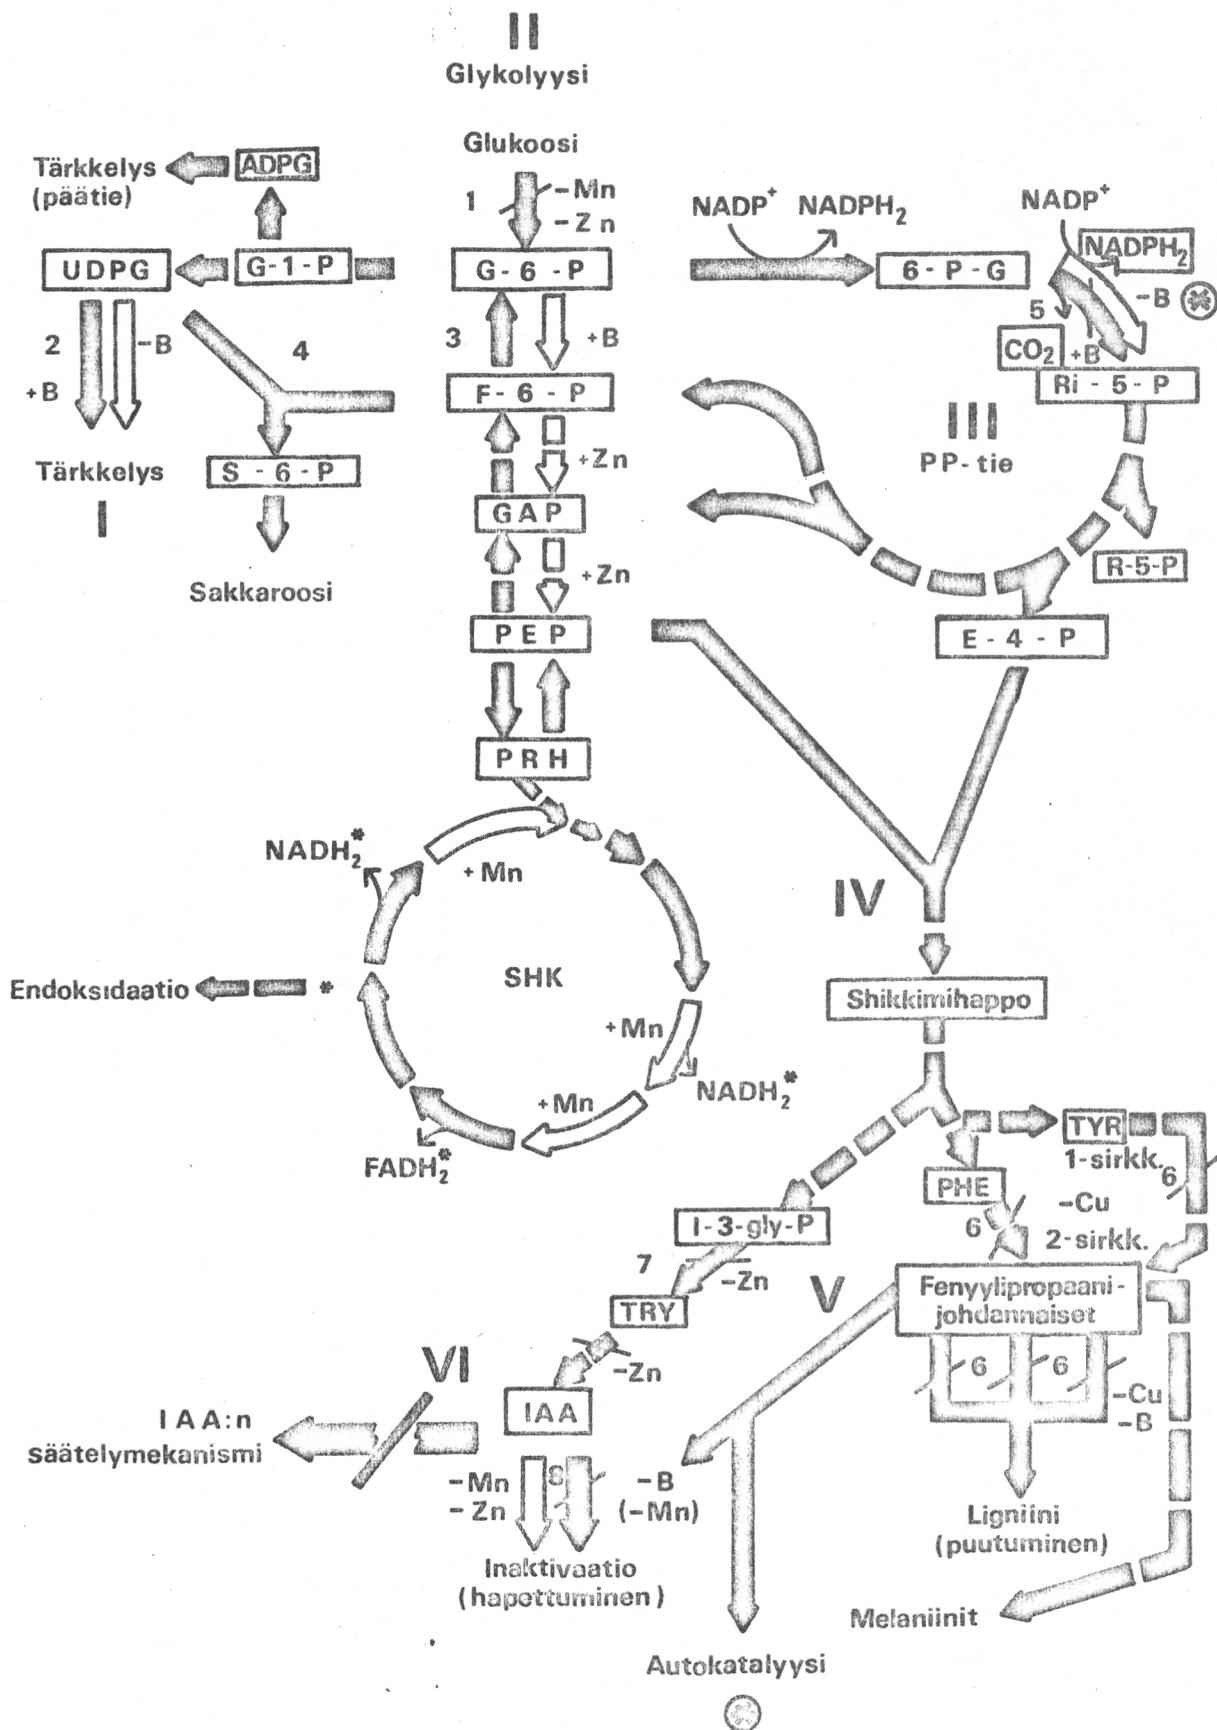 II
Glykolyysi
Glukoosi
Tärkkelys
(päätie)
ADPG
1
-Mn
-Zn
NADP+
NADPH2
NADP+
NADPH2
UDPG
G-1-P
G-6-P
6-P-G
5
-B
2
-B
+B
4
3
+B
CO2
+B
Ri-5-P
F-6-P
III
PP-tie
Tärkkelys
I
S-6-P
+Zn
GAP
Sakkaroosi
+Zn
R-5-P
PEP
E-4-P
PRH
NADH2*
+Mn
IV
SHK
Endoksidaatio
*
Shikkimihappo
+Mn
NADH2*
+Mn
FADH2*
TYR
1-sirkk.
6
PHE
-Cu
6
2-sirkk.
I-3-gly-P
7
-Zn
V
Fenyylipropaani-
johdannaiset
TRY
-Zn
VI
6
6
-Cu
-B
IAA
IAA:n
säätelymekanismi
-Mn
-Zn
8
-B
(-Mn)
Ligniini
(puutuminen)
Inaktivaatio
(hapettuminen)
Melaniinit
Autokatalyysi